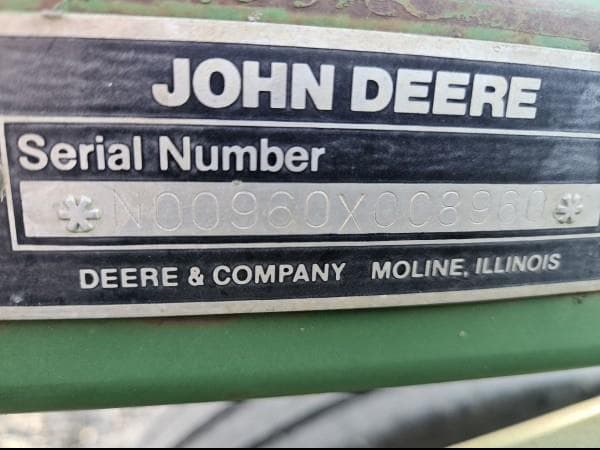 JOHN DEERE
Serial Number
*N00960X008960*
DEERE & COMPANY MOLINE, ILLINOIS